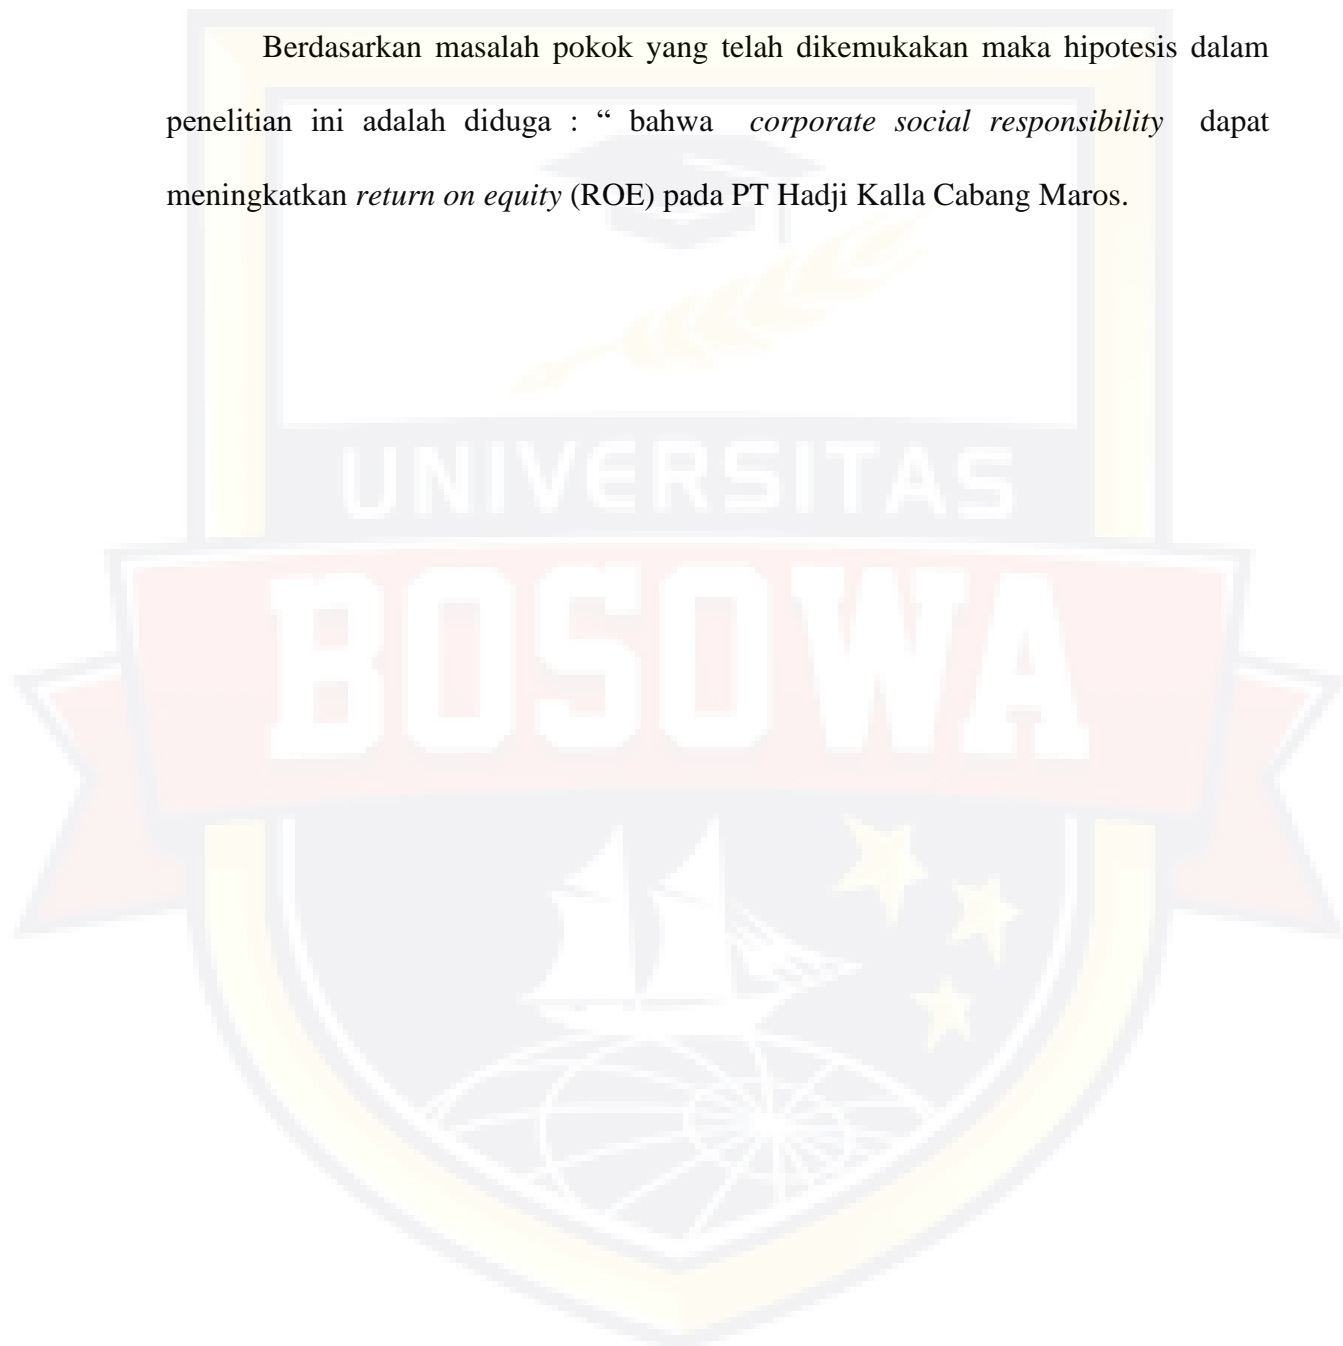 Berdasarkan masalah pokok yang telah dikemukakan maka hipotesis dalam
penelitian ini adalah diduga : “ bahwa corporate social responsibility dapat
meningkatkan return on equity (ROE) pada PT Hadji Kalla Cabang Maros.
UNIVERSITAS
BOSOWA